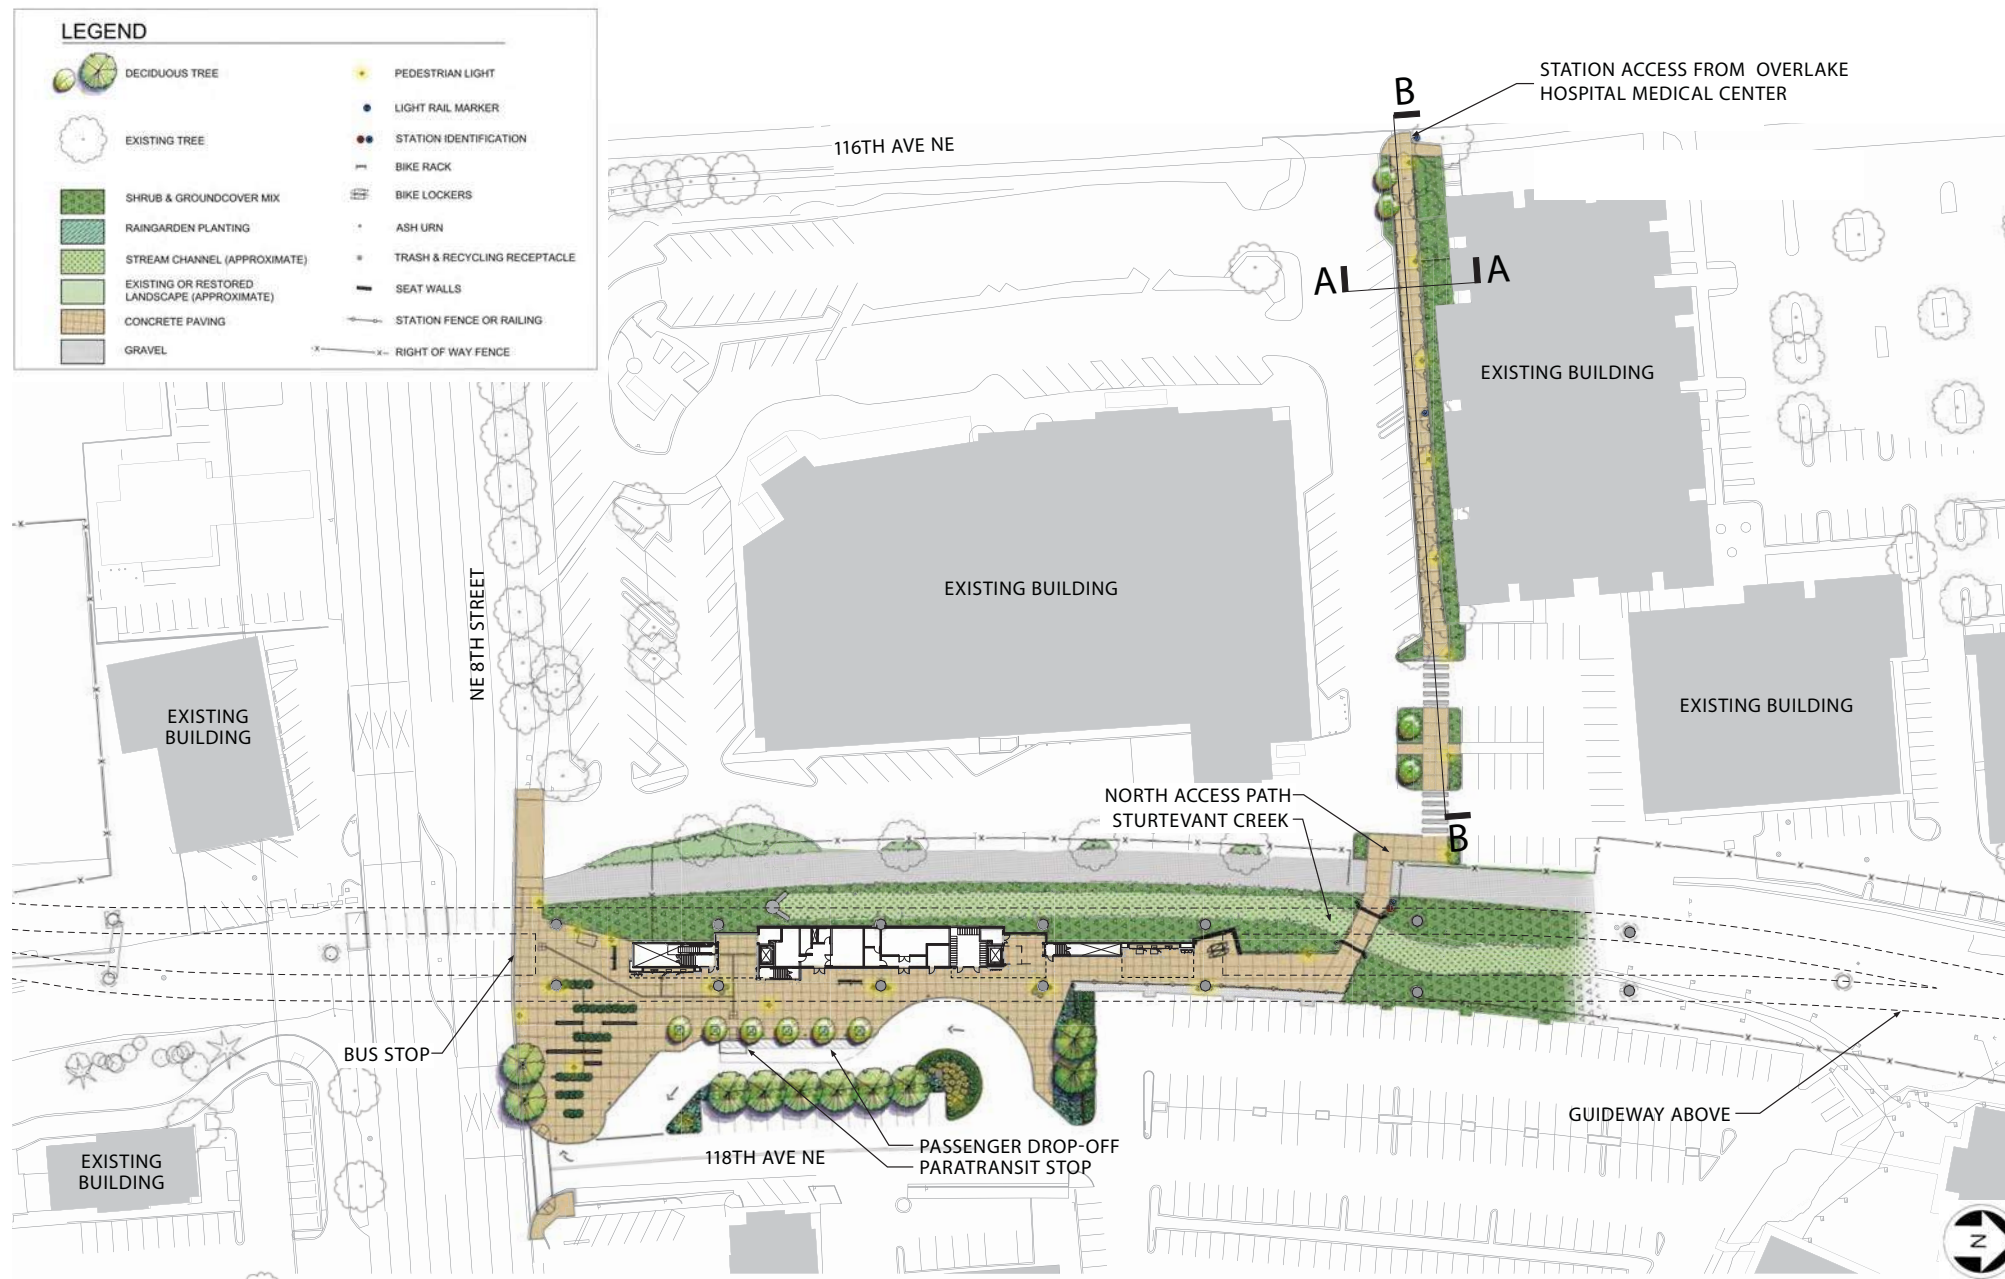 LEGEND
DECIDUOUS TREE
EXISTING TREE
SHRUB & GROUNDCOVER MIX
RAINGARDEN PLANTING
STREAM CHANNEL (APPROXIMATE)
EXISTING OR RESTORED
LANDSCAPE (APPROXIMATE)
CONCRETE PAVING
GRAVEL
PEDESTRIAN LIGHT
LIGHT RAIL MARKER
STATION IDENTIFICATION
BIKE RACK
BIKE LOCKERS
ASH URN
TRASH & RECYCLING RECEPTACLE
SEAT WALLS
STATION FENCE OR RAILING
RIGHT OF WAY FENCE
STATION ACCESS FROM OVERLAKE
HOSPITAL MEDICAL CENTER
B
116TH AVE NE
A
A
EXISTING BUILDING
EXISTING BUILDING
NE 8TH STREET
EXISTING
BUILDING
EXISTING BUILDING
NORTH ACCESS PATH
STURTEVANT CREEK
B
BUS STOP
GUIDEWAY ABOVE
PASSENGER DROP-OFF
PARATRANSIT STOP
118TH AVE NE
EXISTING
BUILDING
N